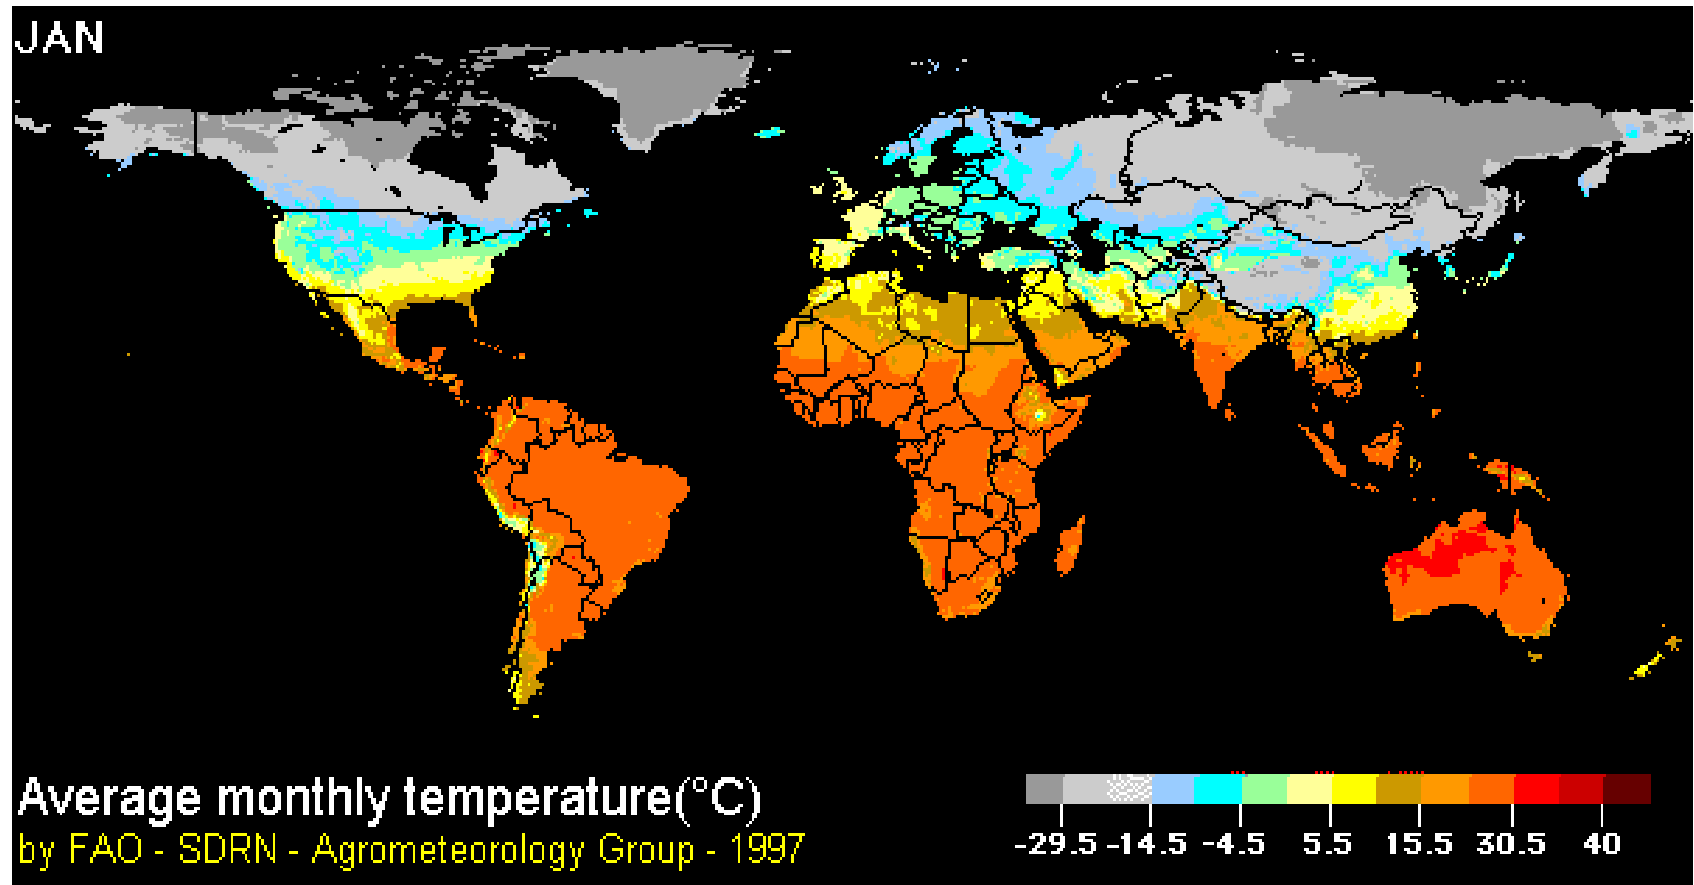 JAN
Average monthly temperature(°C)
by FAO - SDRN - Agrometeorology Group - 1997
-29.5 -14.5 -4.5 5.5 15.5 30.5 40